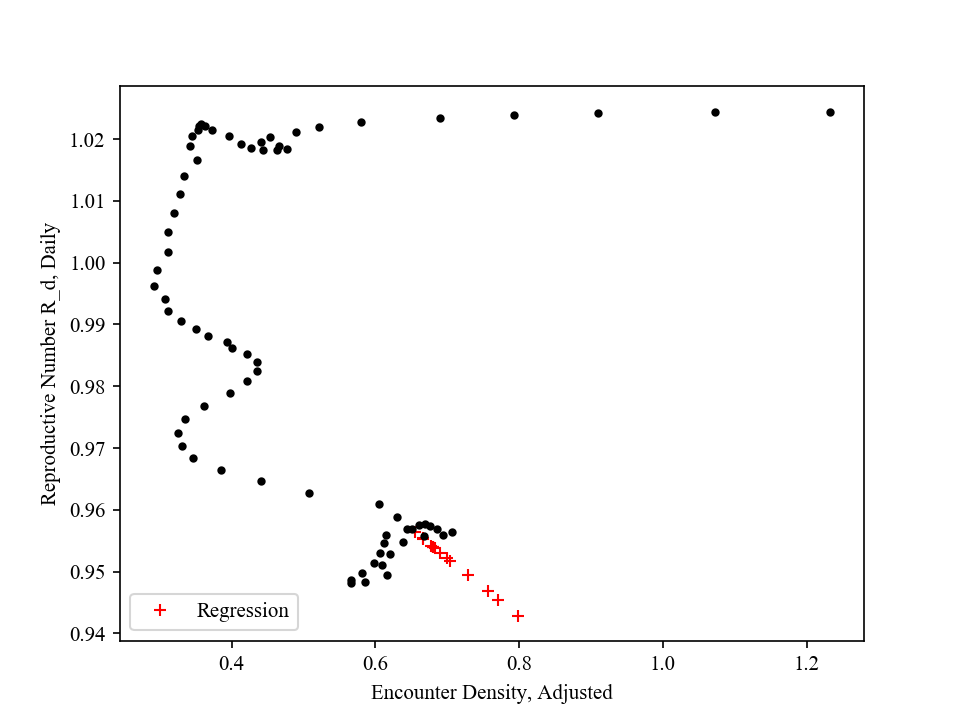 1.02
1.01
1.00
0.99
0.98
0.97
0.96
0.95
0.94
Reproductive Number R_d, Daily
Regression
0.4 0.6 0.8 1.0 1.2
Encounter Density, Adjusted